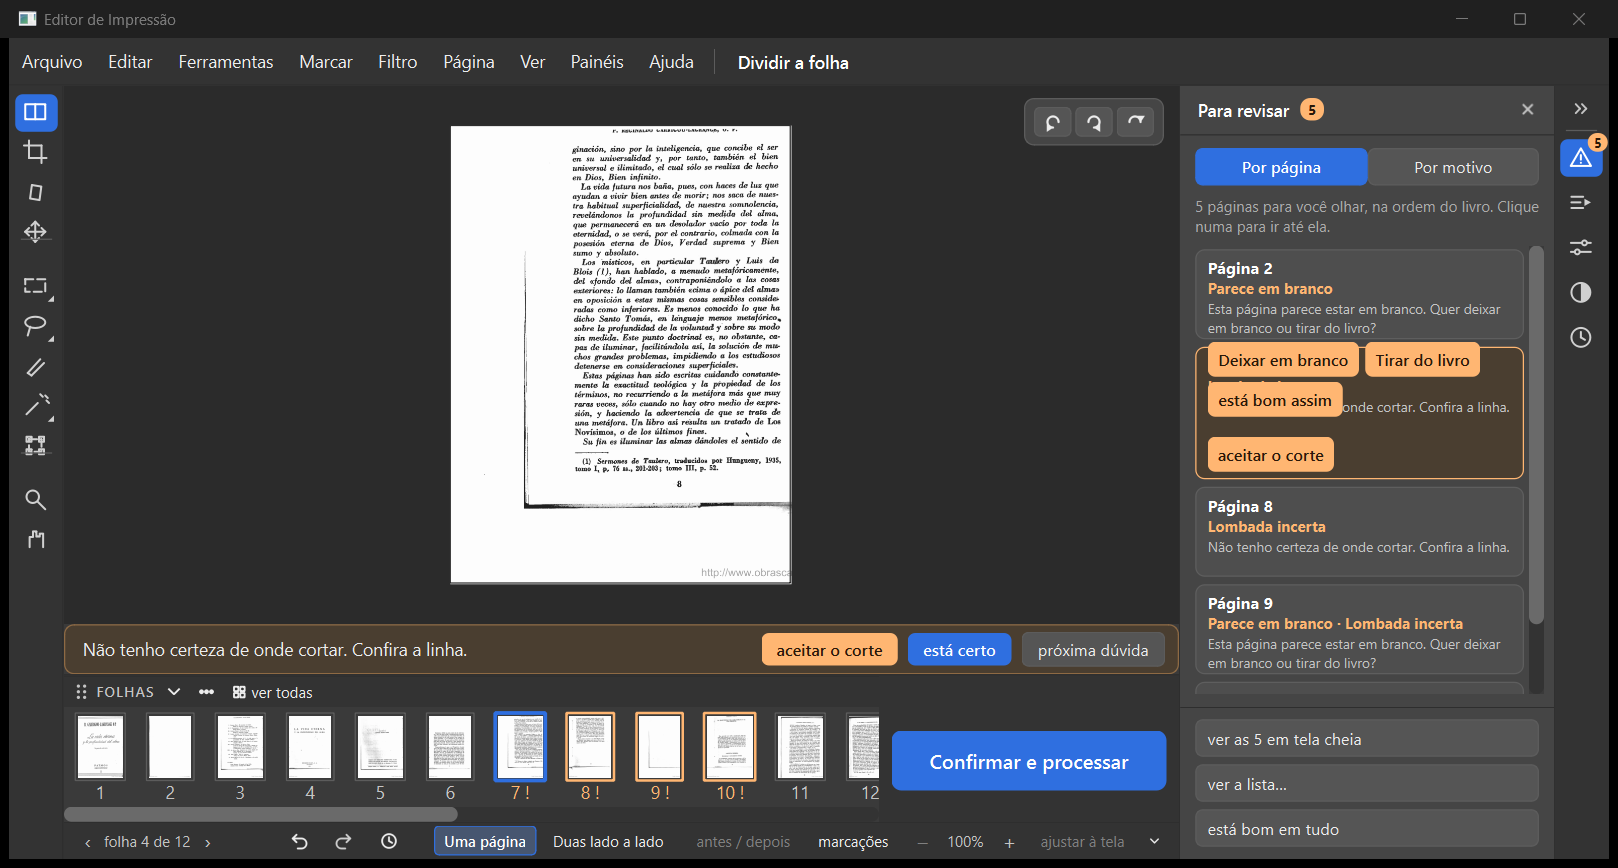 Editor de Impressão
Arquivo Editar Ferramentas Marcar Filtro Página Ver Painéis Ajuda Dividir a folha
ginación, sino por la inteligencia, que concibe el ser
en su universalidad y, por tanto, también el bien
universal e ilimitado, el cual sólo se realiza de hecho
en Dios, Bien infinito.
La vida futura nos baña, pues, con haces de luz que
ayudan a vivir bien antes de morir; nos saca de nues-
tra habitual superficialidad, de nuestra somnolencia,
revelándonos la profundidad sin medida del alma,
que permanecerá en un desolador vacío por toda la
eternidad, o se verá, por el contrario, colmada con la
posesión eterna de Dios, Verdad suprema y Bien
sumo y absoluto.
Los místicos, en particular Taulero y Luis de
Blois (1), han hablado, a menudo metafóricamente,
del «fondo del alma», contraponiéndolo a las cosas
exteriores: lo llaman también «cima o ápice del alma»
en oposición a estas mismas cosas sensibles conside-
radas como inferiores. Es menos conocido lo que ha
dicho Santo Tomás, en lenguaje menos metafórico,
sobre la profundidad de la voluntad y sobre su modo
sin medida. Este punto doctrinal es, no obstante, ca-
paz de iluminar, facilitándola así, la solución de mu-
chos grandes problemas, impidiendo a los estudiosos
detenerse en consideraciones superficiales.
Estas páginas han sido escritas cuidando constante-
mente la exactitud teológica y la propiedad de los
términos, no recurriendo a la metáfora más que muy
raras veces, sólo cuando no hay otro medio de expre-
sión, y haciendo la advertencia de que se trata de
una metáfora. Un libro así resulta un tratado de Los
Novísimos, o de los últimos fines.
Su fin es iluminar las almas dándoles el sentido de
(1) Sermones de Taulero, traducidos por Hungueny, 1935,
tomo I, p. 76 ss., 201-203; tomo III, p. 52.
8
http://www.obrasca
Não tenho certeza de onde cortar. Confira a linha. aceitar o corte está certo próxima dúvida
FOLHAS ••• ver todas
1 2 3 4 5 6 7 ! 8 ! 9 ! 10 ! 11 12
Confirmar e processar
‹ folha 4 de 12 › Uma página Duas lado a lado antes / depois marcações – 100% + ajustar à tela
Para revisar 5
Por página Por motivo
5 páginas para você olhar, na ordem do livro. Clique
numa para ir até ela.
Página 2
Parece em branco
Esta página parece estar em branco. Quer deixar
em branco ou tirar do livro?
Deixar em branco Tirar do livro
está bom assim onde cortar. Confira a linha.
aceitar o corte
Página 8
Lombada incerta
Não tenho certeza de onde cortar. Confira a linha.
Página 9
Parece em branco · Lombada incerta
Esta página parece estar em branco. Quer deixar
em branco ou tirar do livro?
ver as 5 em tela cheia
ver a lista...
está bom em tudo
5